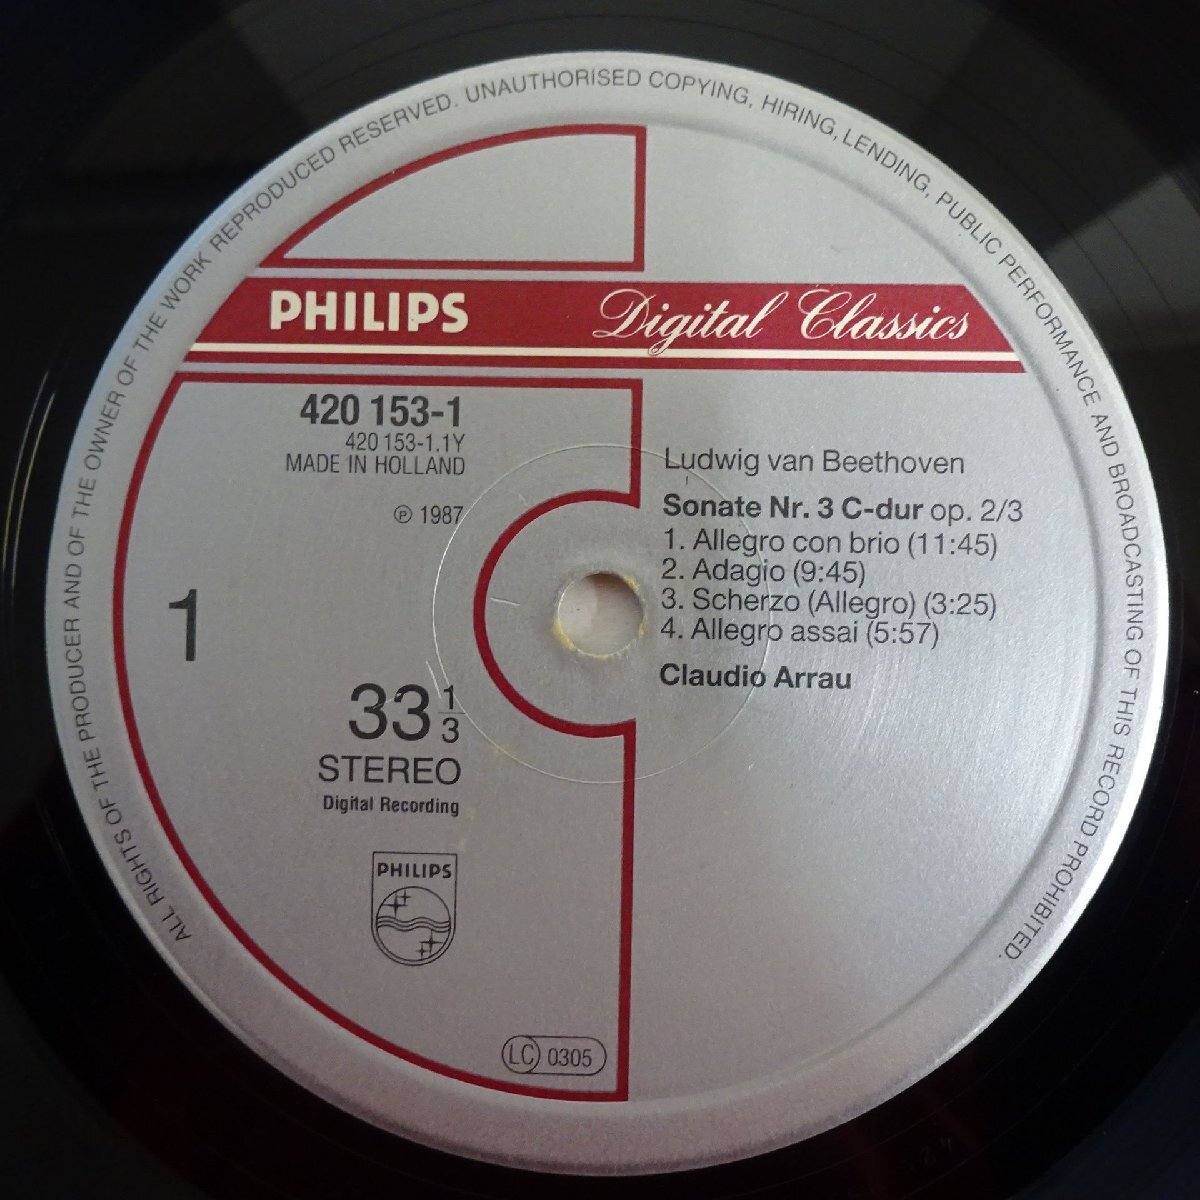 ALL RIGHTS OF THE PRODUCER AND OF THE OWNER OF THE WORK REPRODUCED RESERVED. UNAUTHORISED COPYING, HIRING, LENDING, PUBLIC PERFORMANCE AND BROADCASTING OF THIS RECORD PROHIBITED.
PHILIPS Digital Classics
420 153-1
420 153-1.1Y
MADE IN HOLLAND
℗ 1987
1
33 1/3
STEREO
Digital Recording
PHILIPS
LC 0305
Ludwig van Beethoven
Sonate Nr. 3 C-dur op. 2/3
1. Allegro con brio (11:45)
2. Adagio (9:45)
3. Scherzo (Allegro) (3:25)
4. Allegro assai (5:57)
Claudio Arrau